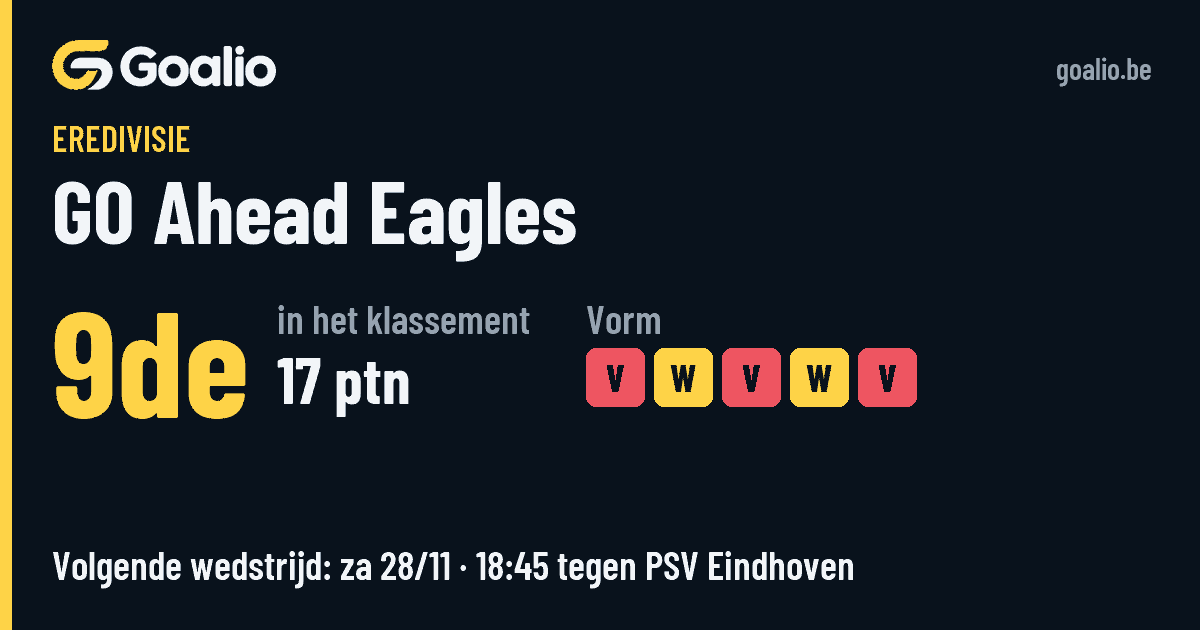 Goalio
goalio.be
EREDIVISIE
GO Ahead Eagles
9de
in het klassement
17 ptn
Vorm
V W V W V
Volgende wedstrijd: za 28/11 · 18:45 tegen PSV Eindhoven